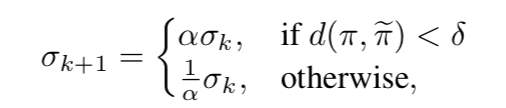 σ_{k+1} = { ασ_k, if d(π, π̃) < δ
1/α σ_k, otherwise,